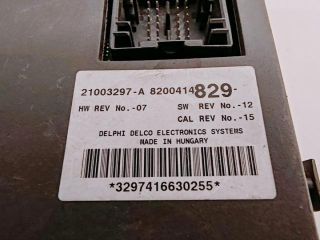 21003297-A 8200414829-
HW REV No.-07 SW REV No.-12
CAL REV No.-15
DELPHI DELCO ELECTRONICS SYSTEMS
MADE IN HUNGARY
*3297416630255*